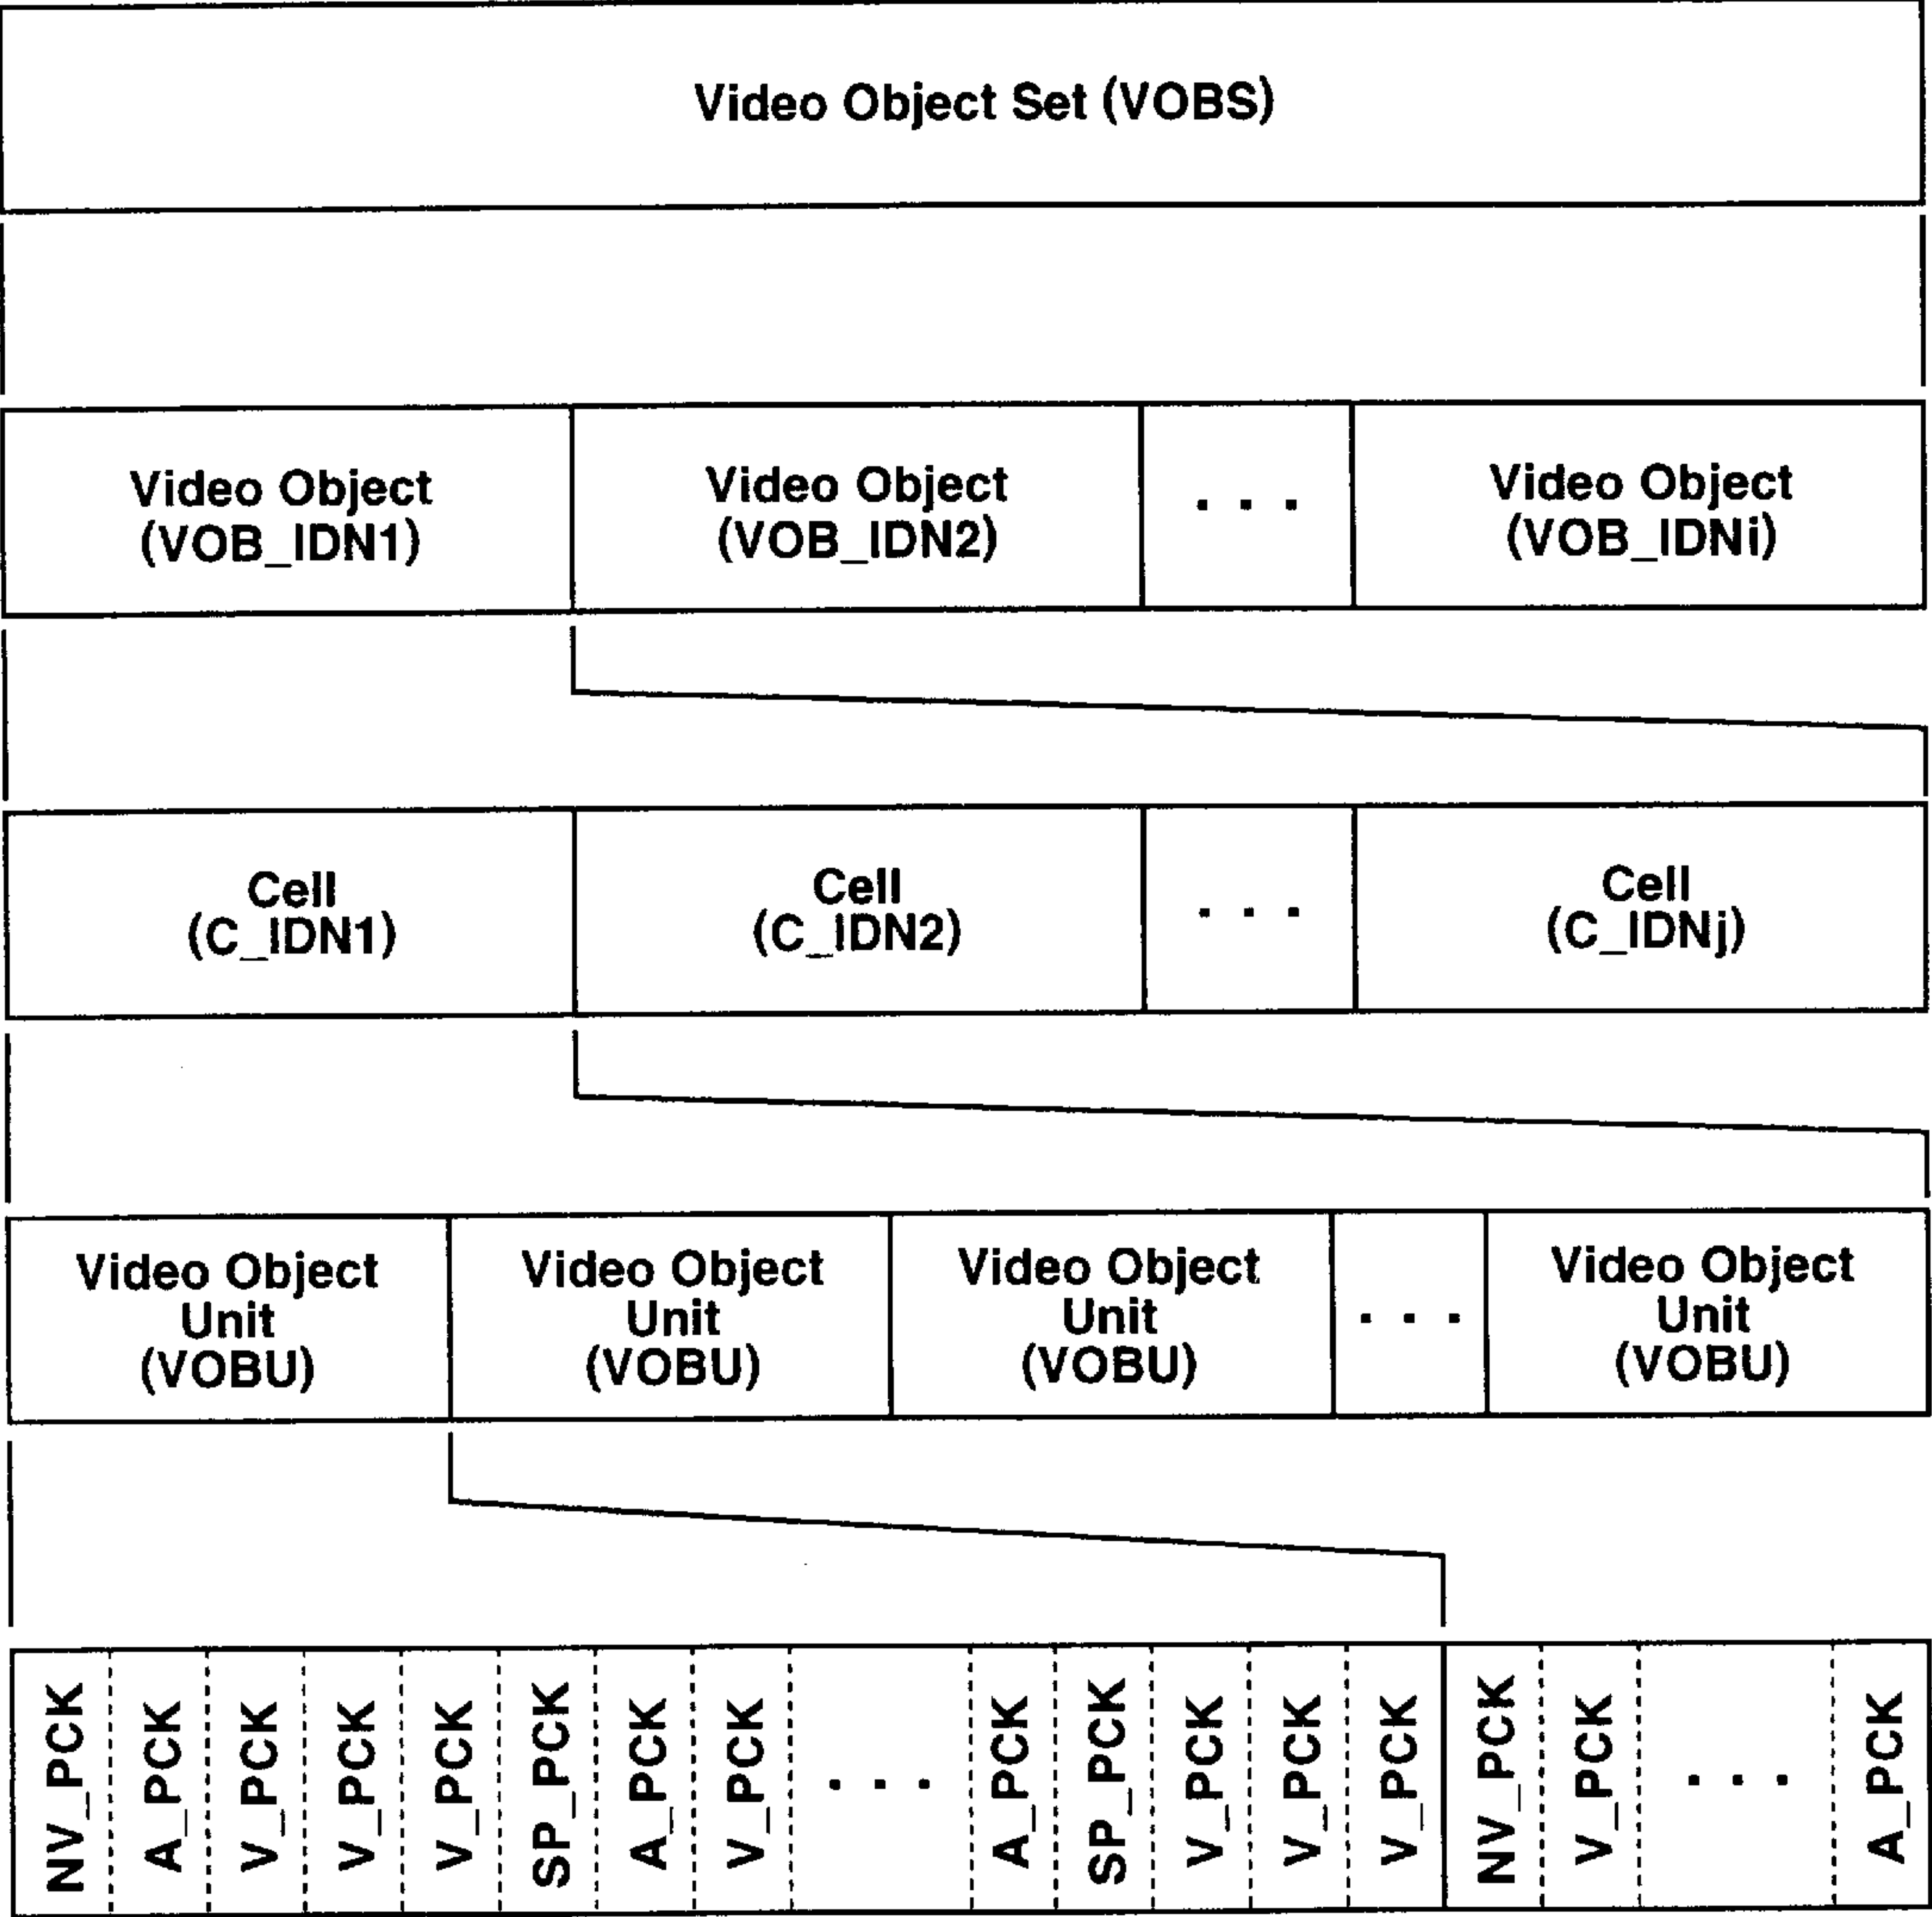 Video Object Set (VOBS)
Video Object
(VOB_IDN1)
Video Object
(VOB_IDN2)
. . .
Video Object
(VOB_IDNi)
Cell
(C_IDN1)
Cell
(C_IDN2)
. . .
Cell
(C_IDNj)
Video Object
Unit
(VOBU)
Video Object
Unit
(VOBU)
Video Object
Unit
(VOBU)
. . .
Video Object
Unit
(VOBU)
NV_PCK
A_PCK
V_PCK
V_PCK
V_PCK
SP_PCK
A_PCK
V_PCK
. . .
A_PCK
SP_PCK
V_PCK
V_PCK
V_PCK
NV_PCK
V_PCK
. . .
A_PCK